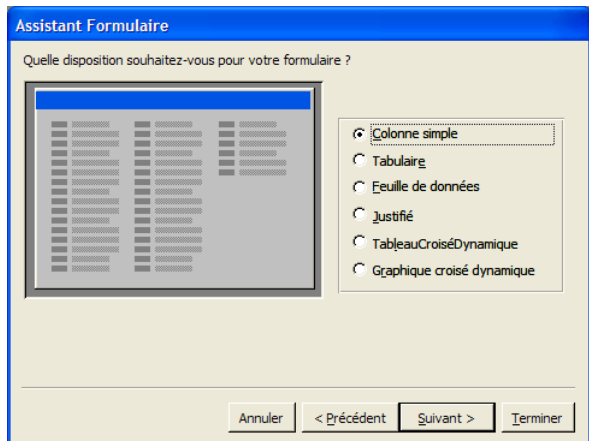 Assistant Formulaire
Quelle disposition souhaitez-vous pour votre formulaire ?
Colonne simple
Tabulaire
Feuille de données
Justifié
TableauCroiséDynamique
Graphique croisé dynamique
Annuler
< Précédent
Suivant >
Terminer